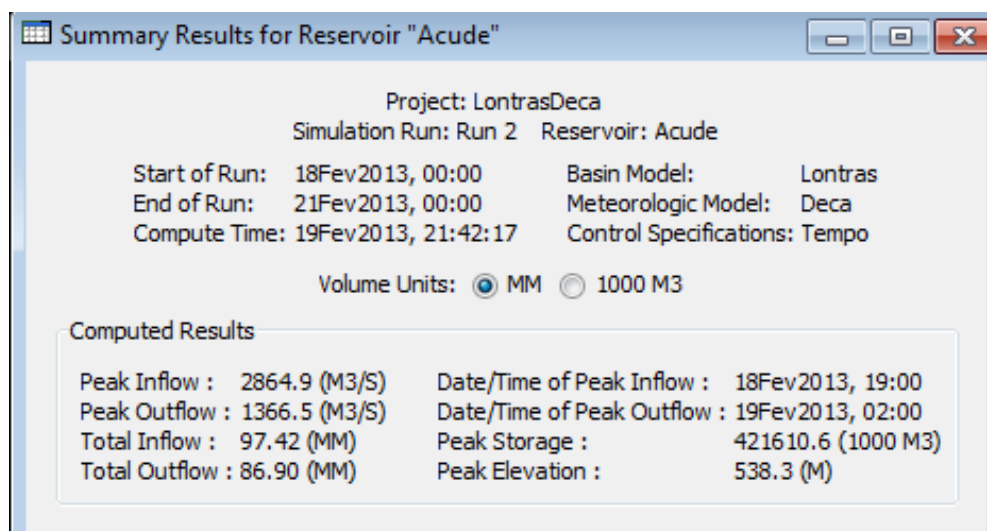 Summary Results for Reservoir "Acude"
Project: LontrasDeca
Simulation Run: Run 2 Reservoir: Acude
Start of Run: 18Fev2013, 00:00 Basin Model: Lontras
End of Run: 21Fev2013, 00:00 Meteorologic Model: Deca
Compute Time: 19Fev2013, 21:42:17 Control Specifications: Tempo
Volume Units: MM 1000 M3
Computed Results
Peak Inflow : 2864.9 (M3/S) Date/Time of Peak Inflow : 18Fev2013, 19:00
Peak Outflow : 1366.5 (M3/S) Date/Time of Peak Outflow : 19Fev2013, 02:00
Total Inflow : 97.42 (MM) Peak Storage : 421610.6 (1000 M3)
Total Outflow : 86.90 (MM) Peak Elevation : 538.3 (M)